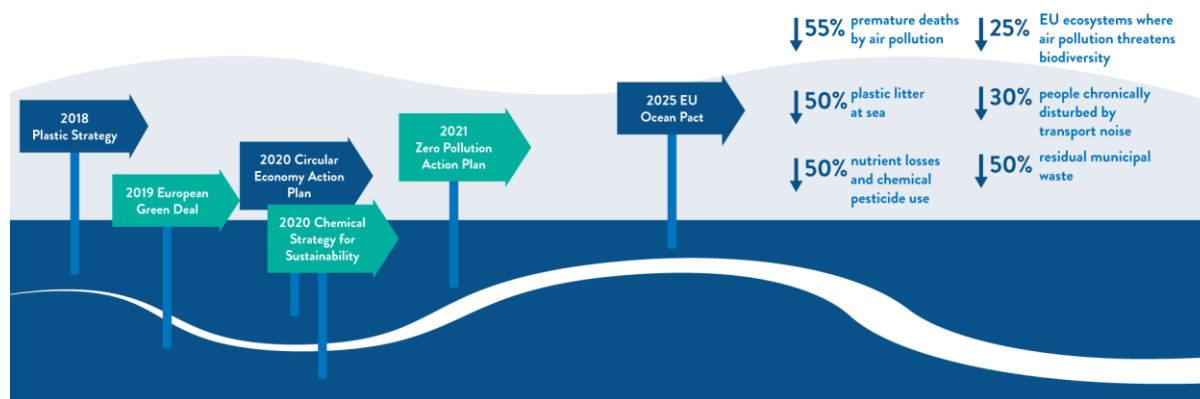 2018
Plastic Strategy
2019 European
Green Deal
2020 Circular
Economy Action
Plan
2020 Chemical
Strategy for
Sustainability
2021
Zero Pollution
Action Plan
2025 EU
Ocean Pact
55% premature deaths
by air pollution
25% EU ecosystems where
air pollution threatens
biodiversity
50% plastic litter
at sea
30% people chronically
disturbed by
transport noise
50% nutrient losses
and chemical
pesticide use
50% residual municipal
waste